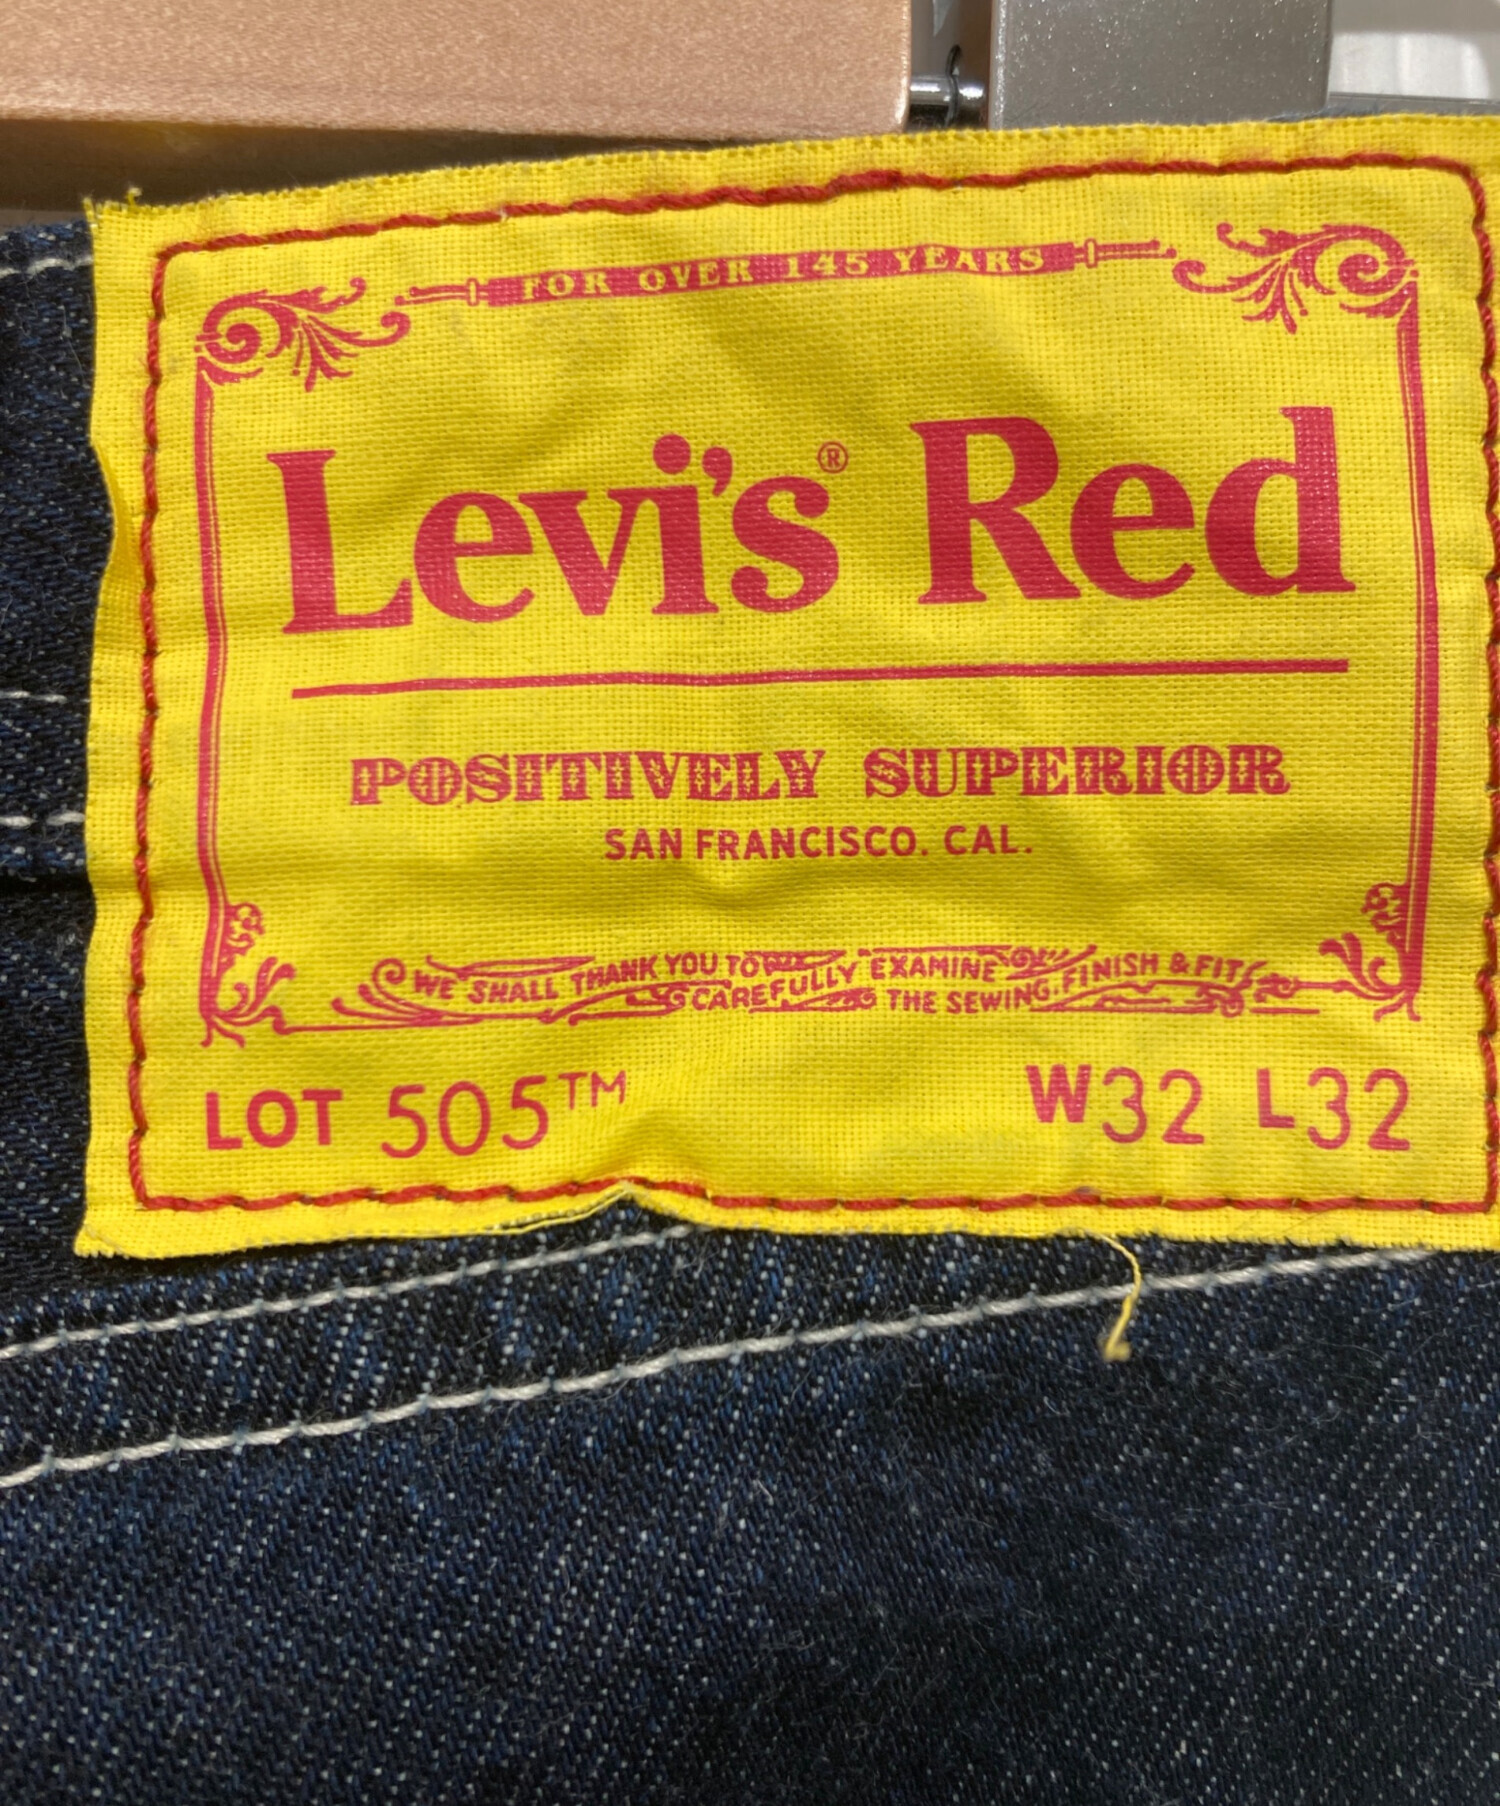 FOR OVER 145 YEARS
Levi's® Red
POSITIVELY SUPERIOR
SAN FRANCISCO. CAL.
WE SHALL THANK YOU TO CAREFULLY EXAMINE THE SEWING, FINISH & FIT
LOT 505™ W32 L32